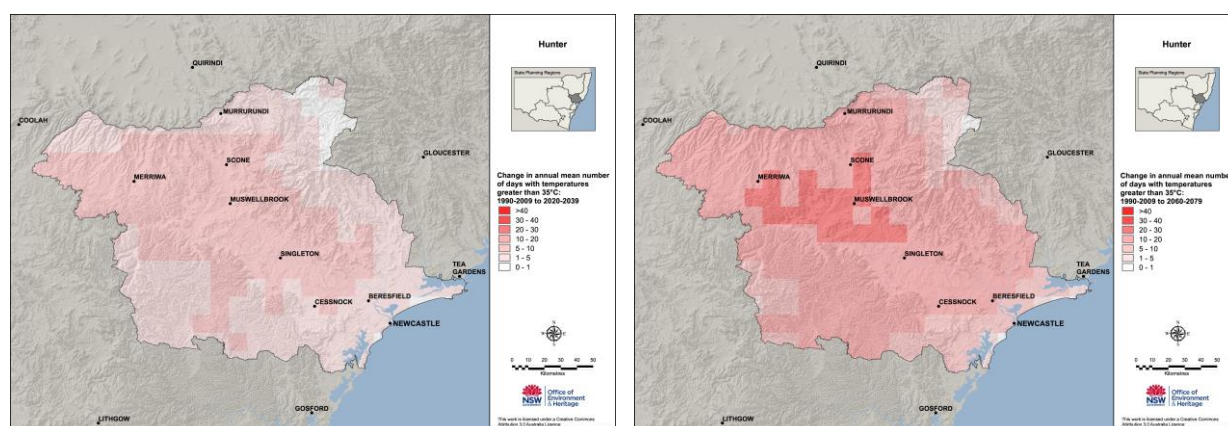 Hunter
State Planning Regions
QUIRINDI
COOLAH
MURRURUNDI
GLOUCESTER
SCONE
MERRIWA
MUSWELLBROOK
SINGLETON
TEA
GARDENS
CESSNOCK
BERESFIELD
NEWCASTLE
GOSFORD
LITHGOW
Change in annual mean number
of days with temperatures
greater than 35°C:
1990-2009 to 2020-2039
>40
30 - 40
20 - 30
10 - 20
5 - 10
1 - 5
0 - 1
N
W
E
S
0 10 20 30 40 50
Kilometres
NSW
GOVERNMENT
Office of
Environment
& Heritage
This work is licensed under a Creative Commons
Attribution 3.0 Australia Licence
Hunter
State Planning Regions
QUIRINDI
COOLAH
MURRURUNDI
GLOUCESTER
SCONE
MERRIWA
MUSWELLBROOK
SINGLETON
TEA
GARDENS
CESSNOCK
BERESFIELD
NEWCASTLE
GOSFORD
LITHGOW
Change in annual mean number
of days with temperatures
greater than 35°C:
1990-2009 to 2060-2079
>40
30 - 40
20 - 30
10 - 20
5 - 10
1 - 5
0 - 1
N
W
E
S
0 10 20 30 40 50
Kilometres
NSW
GOVERNMENT
Office of
Environment
& Heritage
This work is licensed under a Creative Commons
Attribution 3.0 Australia Licence